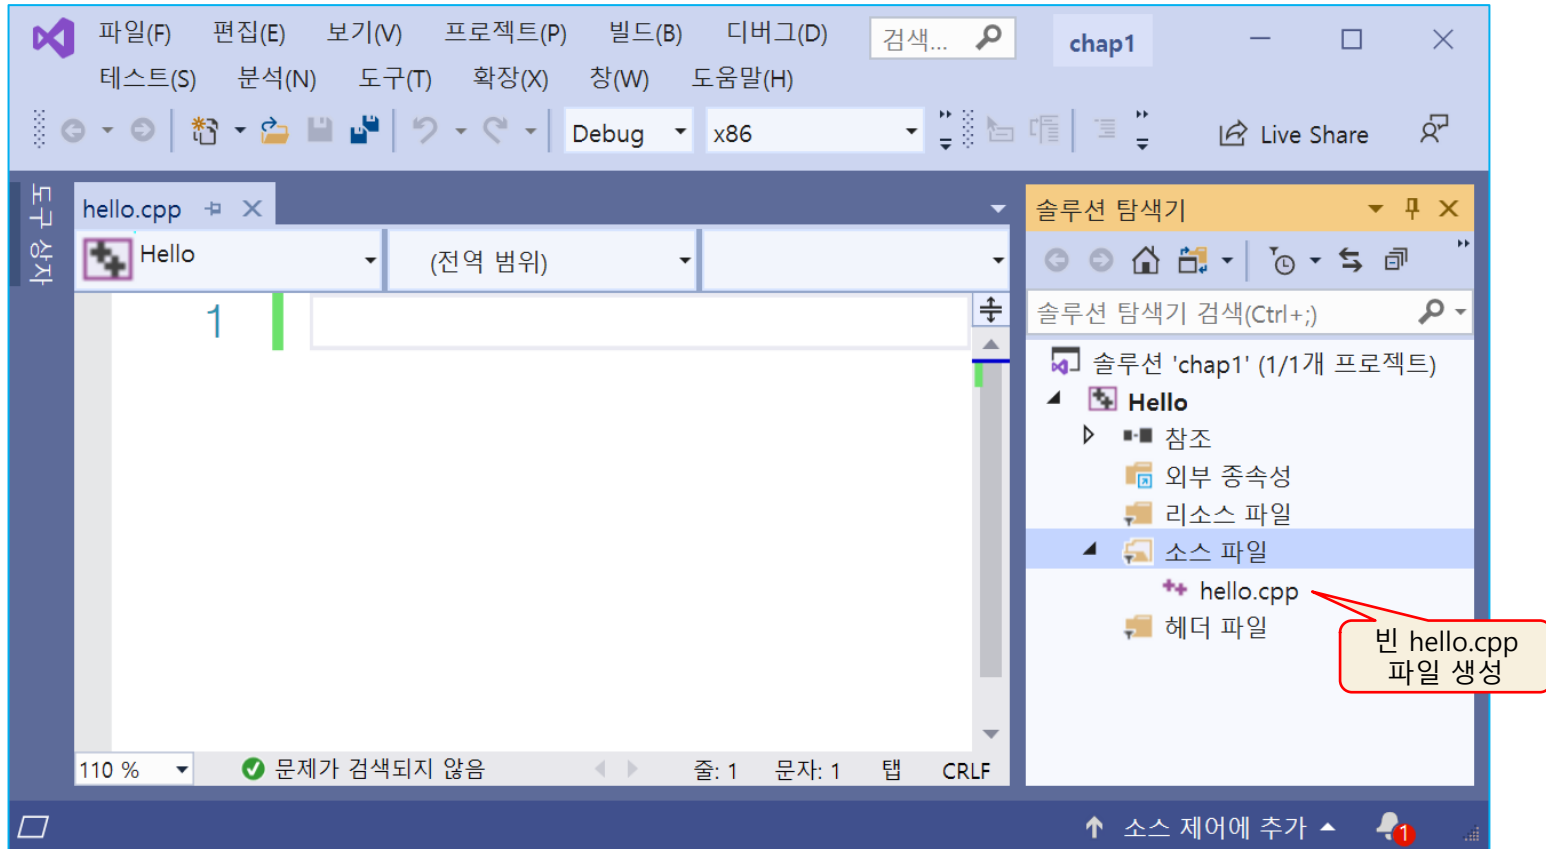 파일(F) 편집(E) 보기(V) 프로젝트(P) 빌드(B) 디버그(D) 검색... chap1
테스트(S) 분석(N) 도구(T) 확장(X) 창(W) 도움말(H)
Debug x86 Live Share
도구 상자
hello.cpp
Hello (전역 범위)
1
110 % 문제가 검색되지 않음 줄: 1 문자: 1 탭 CRLF
솔루션 탐색기
솔루션 탐색기 검색(Ctrl+;)
솔루션 'chap1' (1/1개 프로젝트)
Hello
참조
외부 종속성
리소스 파일
소스 파일
hello.cpp
헤더 파일
빈 hello.cpp
파일 생성
소스 제어에 추가 1